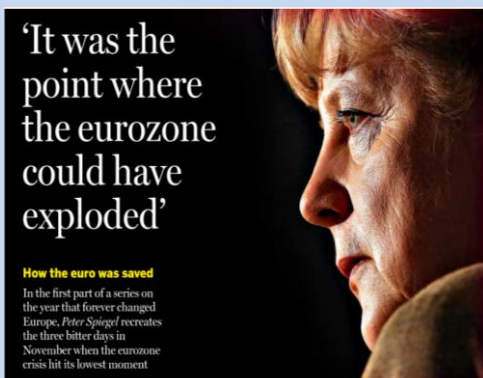 ‘It was the
point where
the eurozone
could have
exploded’
How the euro was saved
In the first part of a series on
the year that forever changed
Europe, Peter Spiegel recreates
the three bitter days in
November when the eurozone
crisis hit its lowest moment